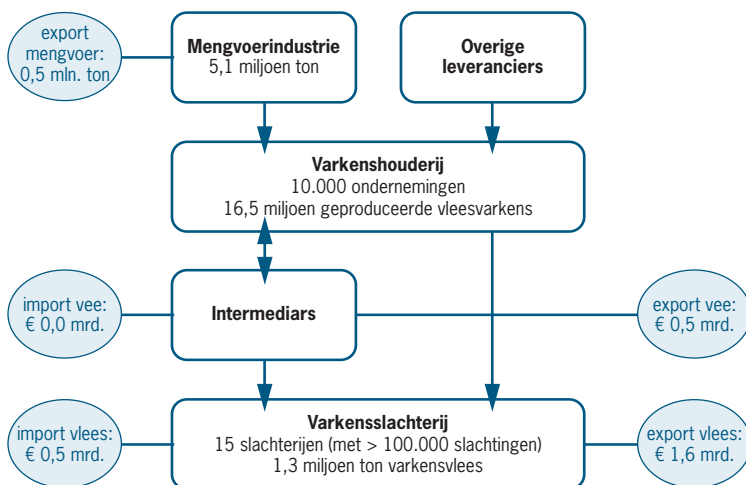 export
mengvoer:
0,5 mln. ton
Mengvoerindustrie
5,1 miljoen ton
Overige
leveranciers
Varkenshouderij
10.000 ondernemingen
16,5 miljoen geproduceerde vleesvarkens
import vee:
€ 0,0 mrd.
Intermediars
export vee:
€ 0,5 mrd.
import vlees:
€ 0,5 mrd.
Varkensslachterij
15 slachterijen (met > 100.000 slachtingen)
1,3 miljoen ton varkensvlees
export vlees:
€ 1,6 mrd.